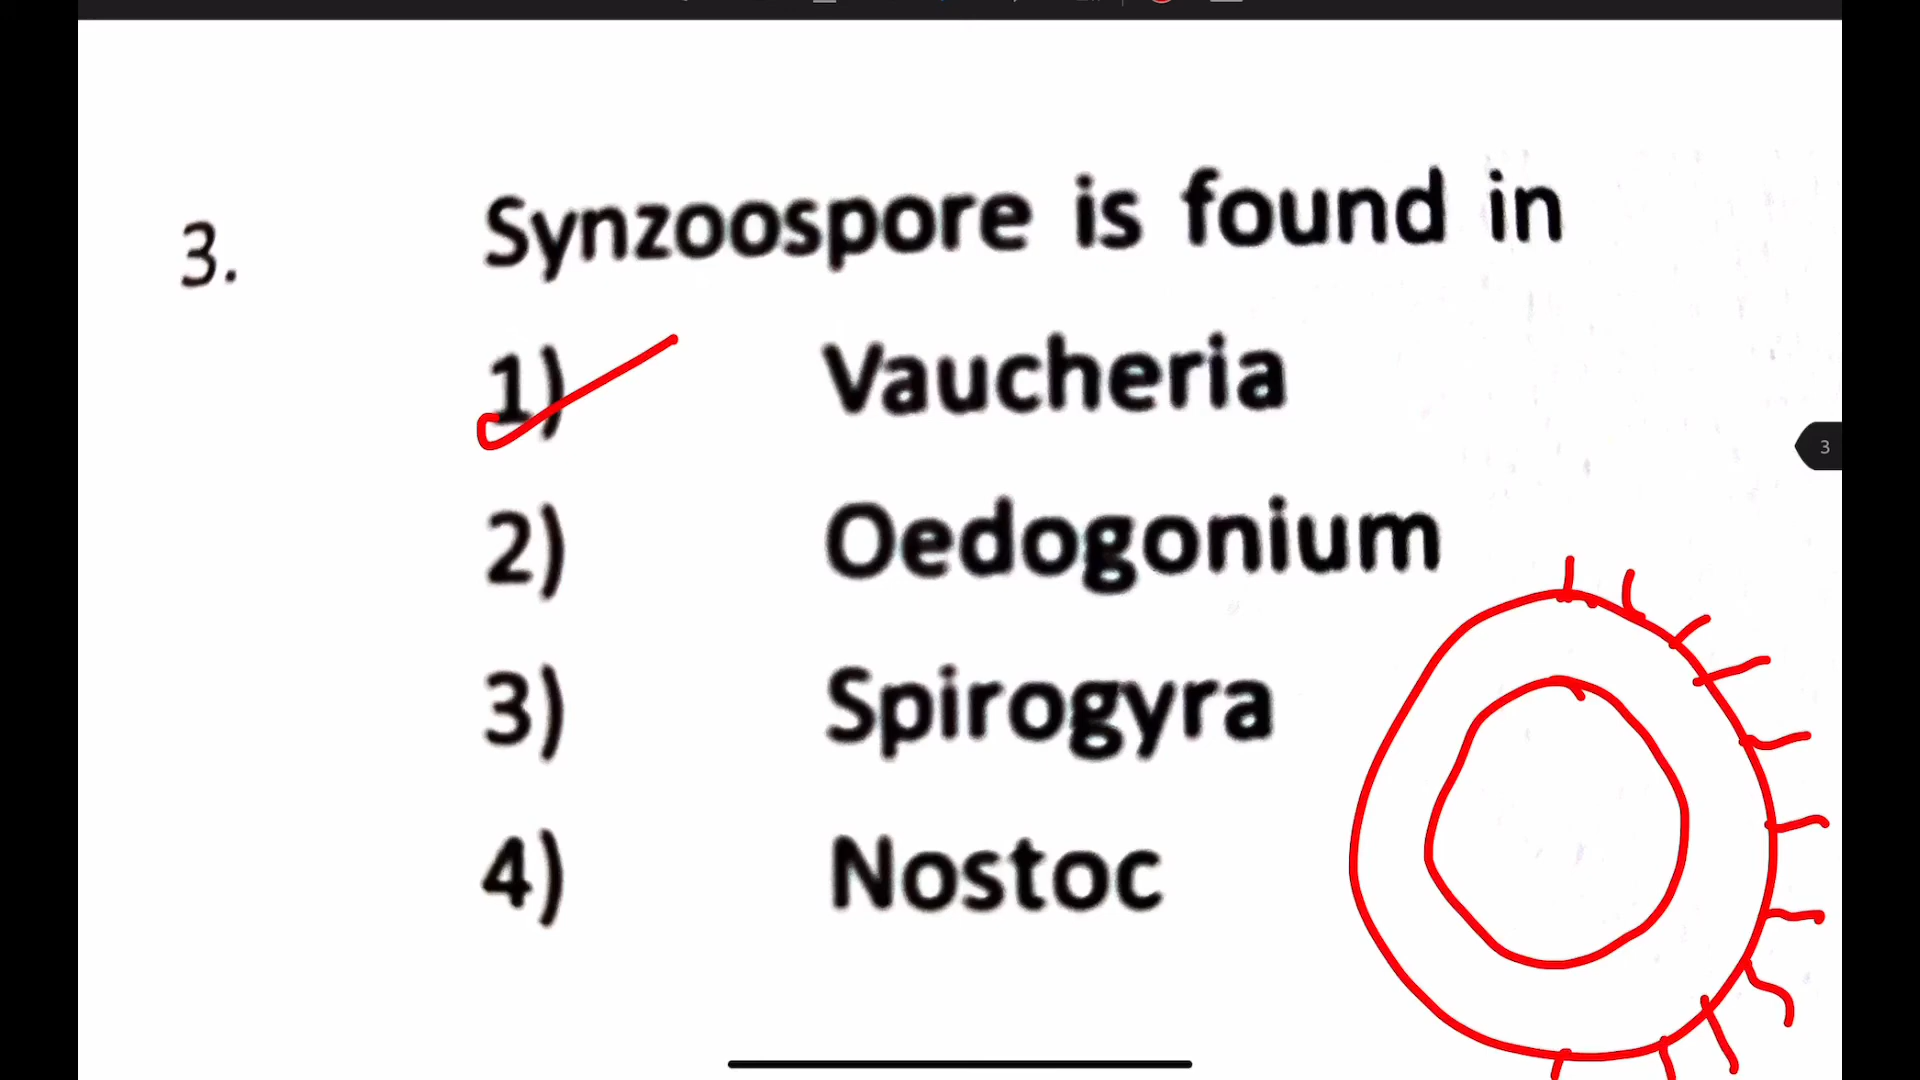 3. Synzoospore is found in
1) Vaucheria
2) Oedogonium
3) Spirogyra
4) Nostoc
3